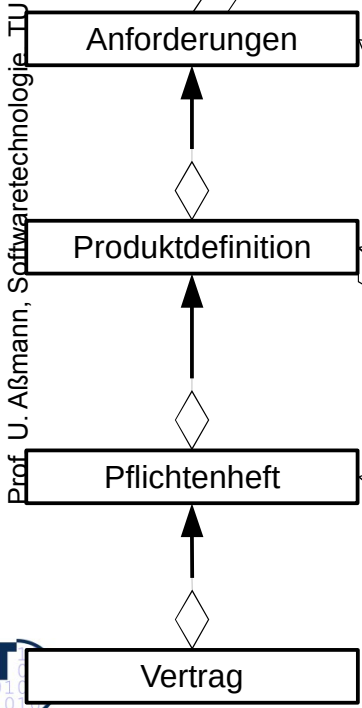 Anforderungen
Produktdefinition
Pflichtenheft
Vertrag
Prof. U. Aßmann, Softwaretechnologie, TU